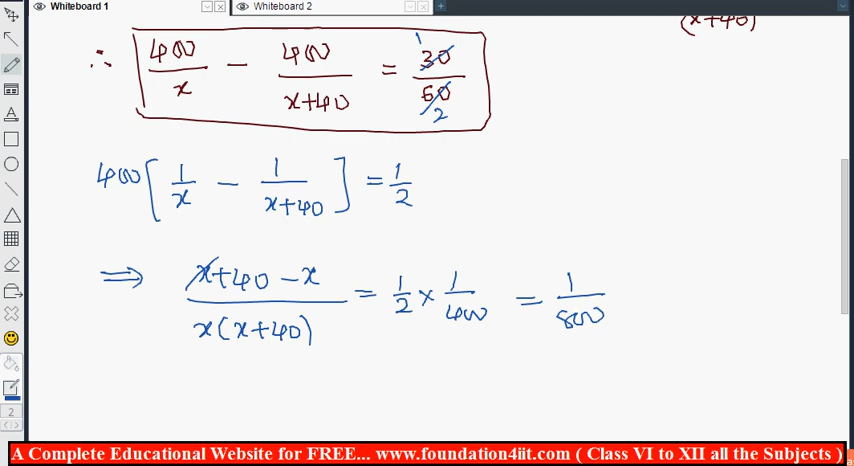 Whiteboard 1 Whiteboard 2
(x+40)
∴ 400/x − 400/(x+40) = 30/60 1 2
400[1/x − 1/(x+40)] = 1/2
⟹ (x+40−x)/(x(x+40)) = 1/2 × 1/400 = 1/800
2
A Complete Educational Website for FREE... www.foundation4iit.com ( Class VI to XII all the Subjects )